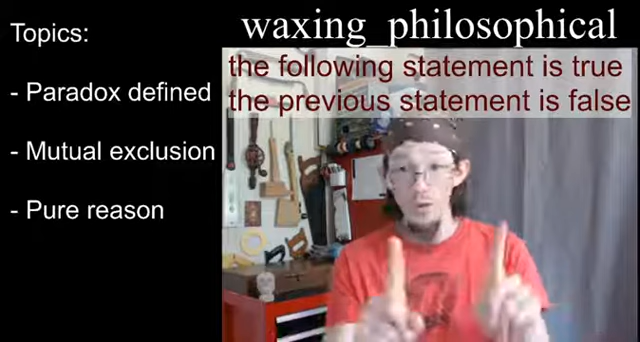 waxing_philosophical
Topics:
- Paradox defined
- Mutual exclusion
- Pure reason
the following statement is true
the previous statement is false